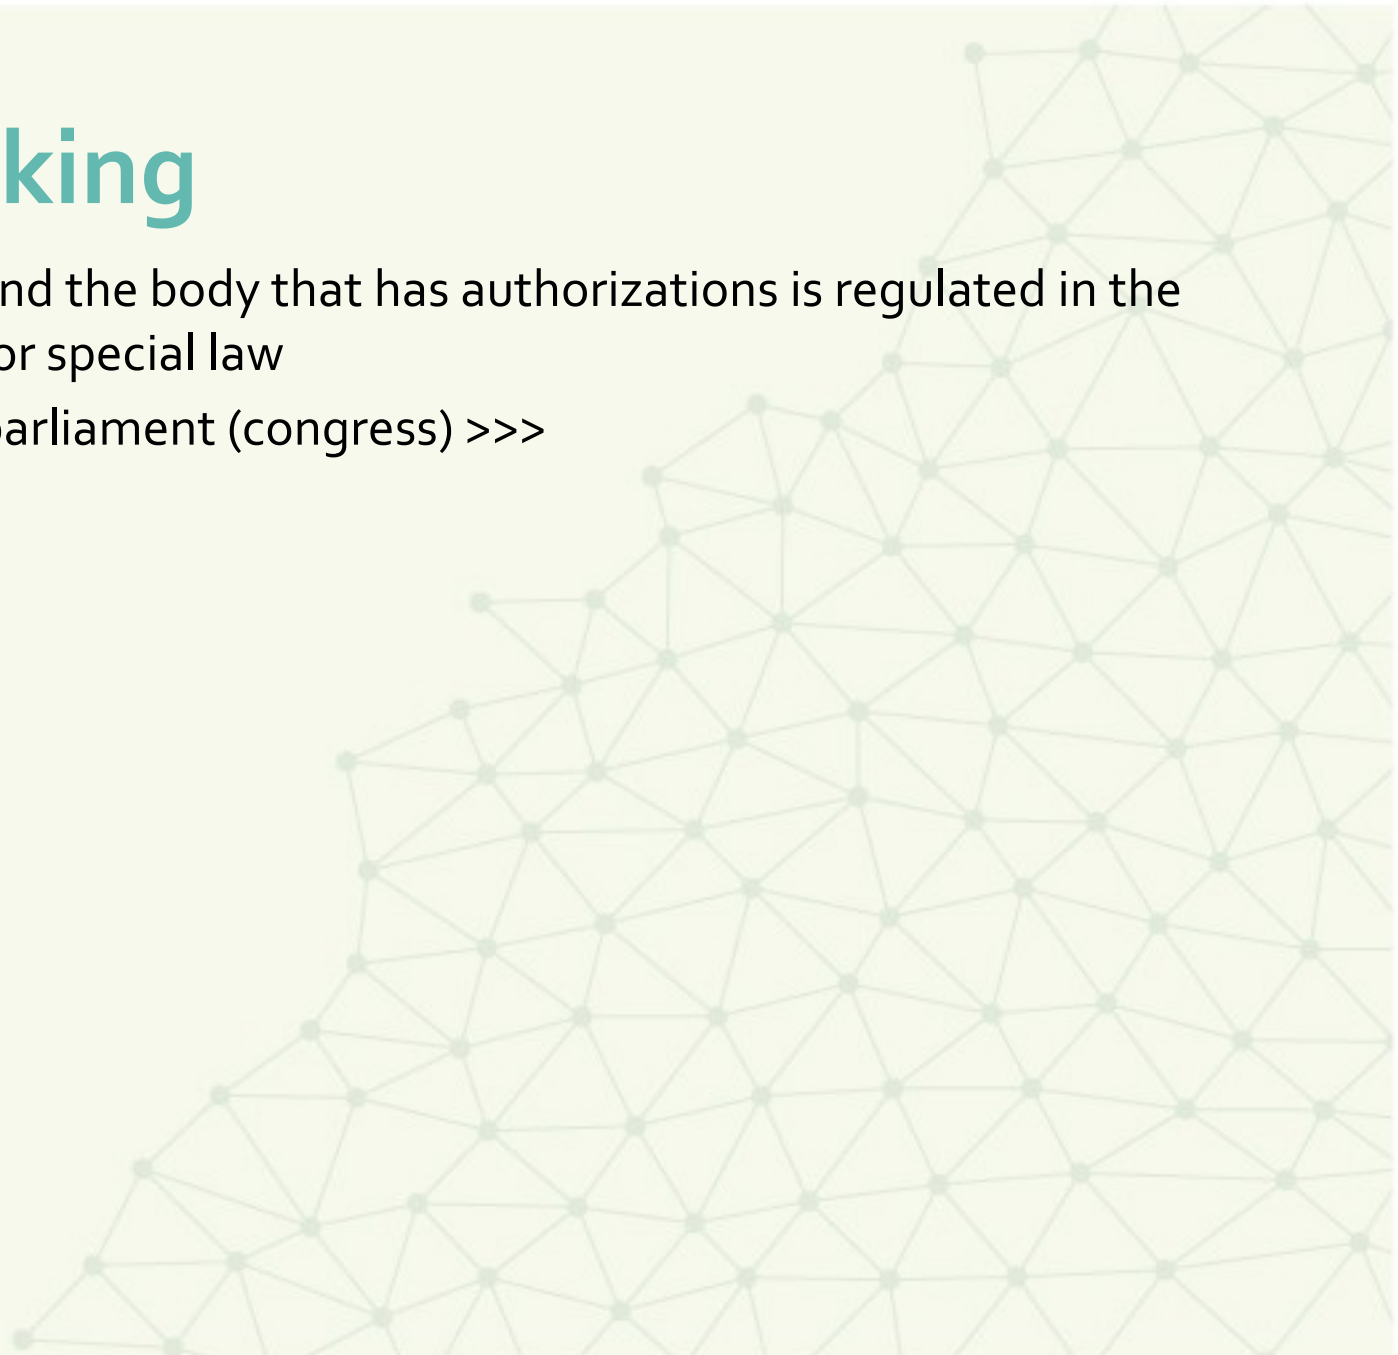 king
nd the body that has authorizations is regulated in the
or special law
parliament (congress) >>>